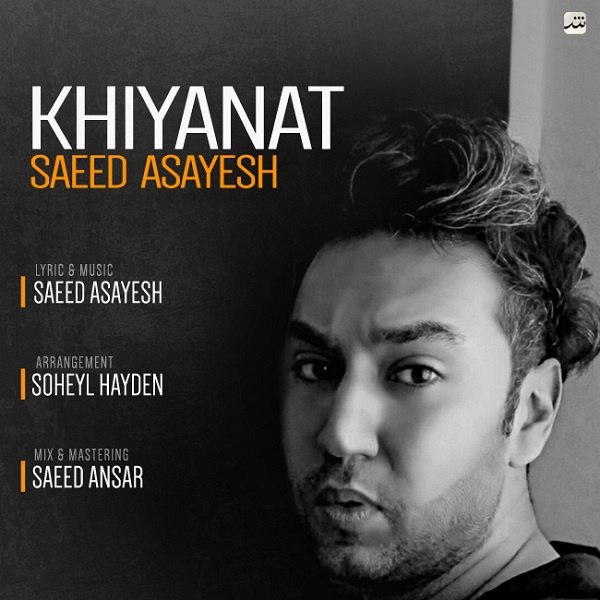 KHIYANAT
SAEED ASAYESH
LYRIC & MUSIC
SAEED ASAYESH
ARRANGEMENT
SOHEYL HAYDEN
MIX & MASTERING
SAEED ANSAR